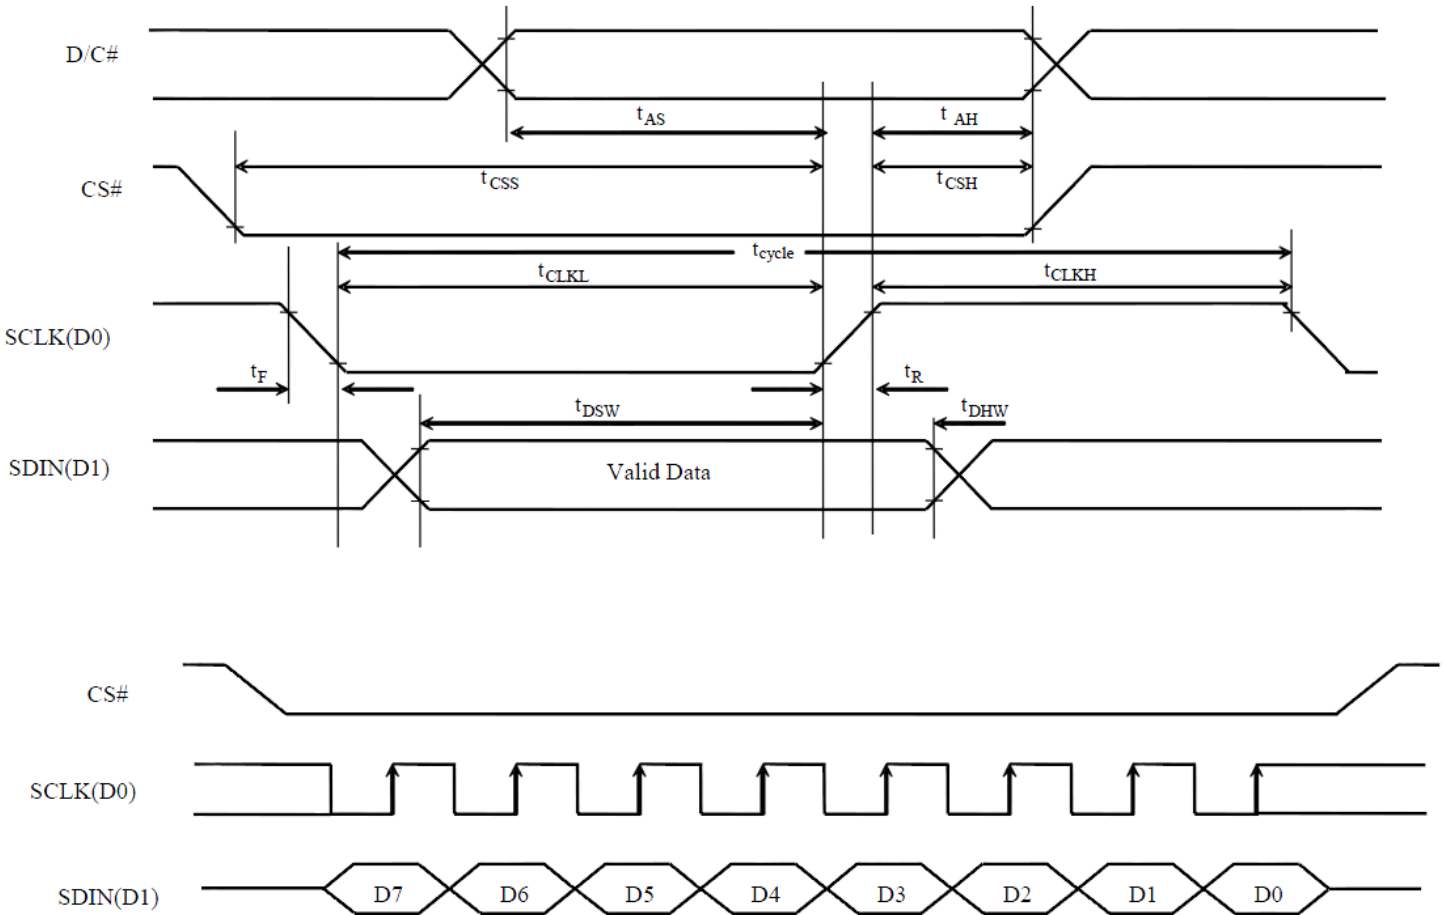 D/C#
tAS
tAH
CS#
tCSS
tCSH
tcycle
tCLKL
tCLKH
SCLK(D0)
tF
tR
tDSW
tDHW
SDIN(D1)
Valid Data
CS#
SCLK(D0)
SDIN(D1)
D7 D6 D5 D4 D3 D2 D1 D0